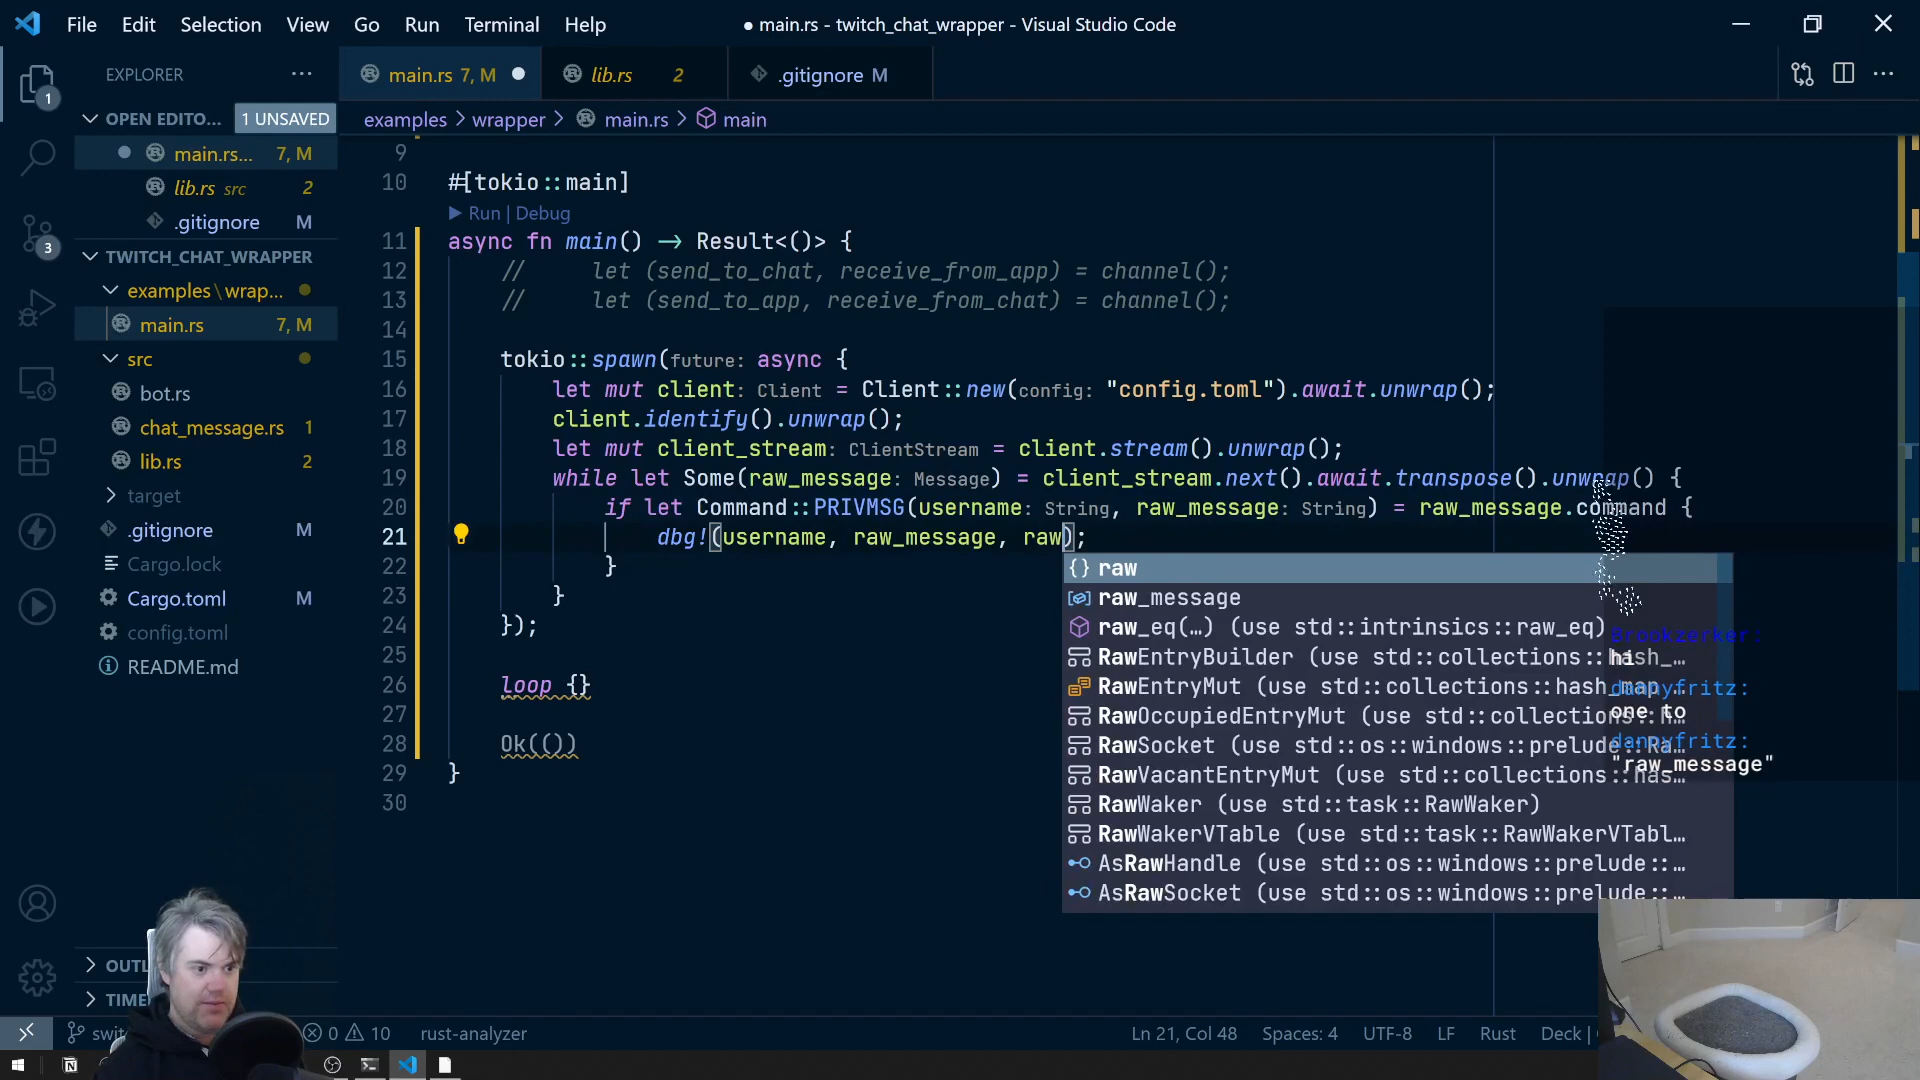 File Edit Selection View Go Run Terminal Help
● main.rs - twitch_chat_wrapper - Visual Studio Code
EXPLORER
main.rs 7, M
lib.rs 2
.gitignore M
OPEN EDITO... 1 UNSAVED
main.rs... 7, M
lib.rs src 2
.gitignore M
TWITCH_CHAT_WRAPPER
examples\wrap...
main.rs 7, M
src
bot.rs
chat_message.rs 1
lib.rs 2
target
.gitignore M
Cargo.lock
Cargo.toml M
config.toml
README.md
TIME
1
3
examples > wrapper > main.rs > main
9
10 #[tokio::main]
Run | Debug
11 async fn main() → Result<()> {
12 // let (send_to_chat, receive_from_app) = channel();
13 // let (send_to_app, receive_from_chat) = channel();
14
15 tokio::spawn(future: async {
16 let mut client: Client = Client::new(config: "config.toml").await.unwrap();
17 client.identify().unwrap();
18 let mut client_stream: ClientStream = client.stream().unwrap();
19 while let Some(raw_message: Message) = client_stream.next().await.transpose().unwrap() {
20 if let Command::PRIVMSG(username: String, raw_message: String) = raw_message.command {
21 dbg!(username, raw_message, raw);
22 }
23 }
24 });
25
26 loop {}
27
28 Ok(())
29 }
30
{} raw
raw_message
raw_eq(…) (use std::intrinsics::raw_eq)
RawEntryBuilder (use std::collections::hash_…
RawEntryMut (use std::collections::hash_map …
RawOccupiedEntryMut (use std::collections::h…
RawSocket (use std::os::windows::prelude::Ra…
RawVacantEntryMut (use std::collections::has…
RawWaker (use std::task::RawWaker)
RawWakerVTable (use std::task::RawWakerVTabl…
AsRawHandle (use std::os::windows::prelude::…
AsRawSocket (use std::os::windows::prelude::…
Brookzerker:
hi
dannyfritz:
one to
dannyfritz:
"raw_message"
0 10 rust-analyzer
Ln 21, Col 48 Spaces: 4 UTF-8 LF Rust Deck